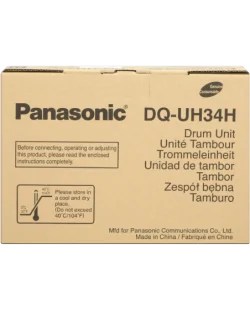 Genuine
Consumables
Panasonic
DQ-UH34H
Drum Unit
Unité Tambour
Trommeleinheit
Unidad de tambor
Tambor
Zespół bębna
Tamburo
Before connecting, operating or adjusting
this product, please read the enclosed
instructions completely.
Please store in
a cool and dry
place.
(Do not exceed
40°C/104°F)
Mfd for Panasonic Communications Co., Ltd.
Made in China / Fabriqué en Chine